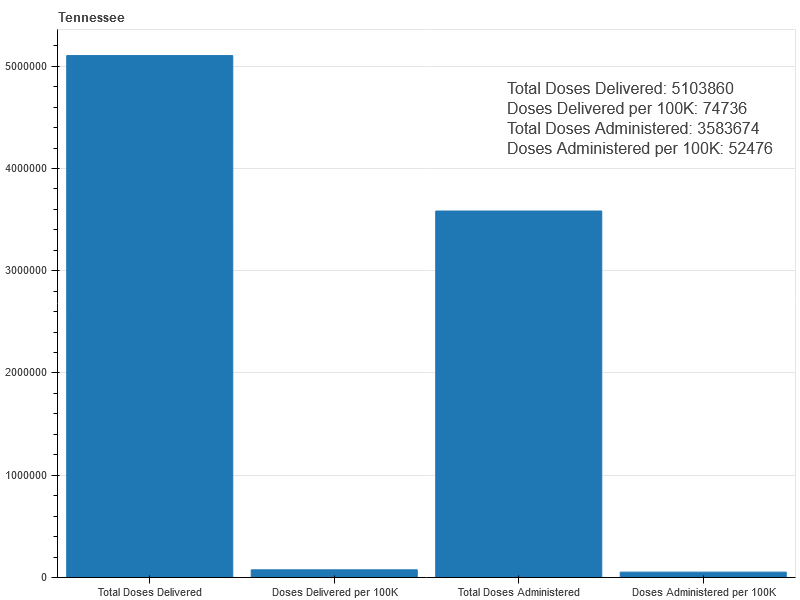 Tennessee
Total Doses Delivered: 5103860
Doses Delivered per 100K: 74736
Total Doses Administered: 3583674
Doses Administered per 100K: 52476
5000000
4000000
3000000
2000000
1000000
0
Total Doses Delivered
Doses Delivered per 100K
Total Doses Administered
Doses Administered per 100K